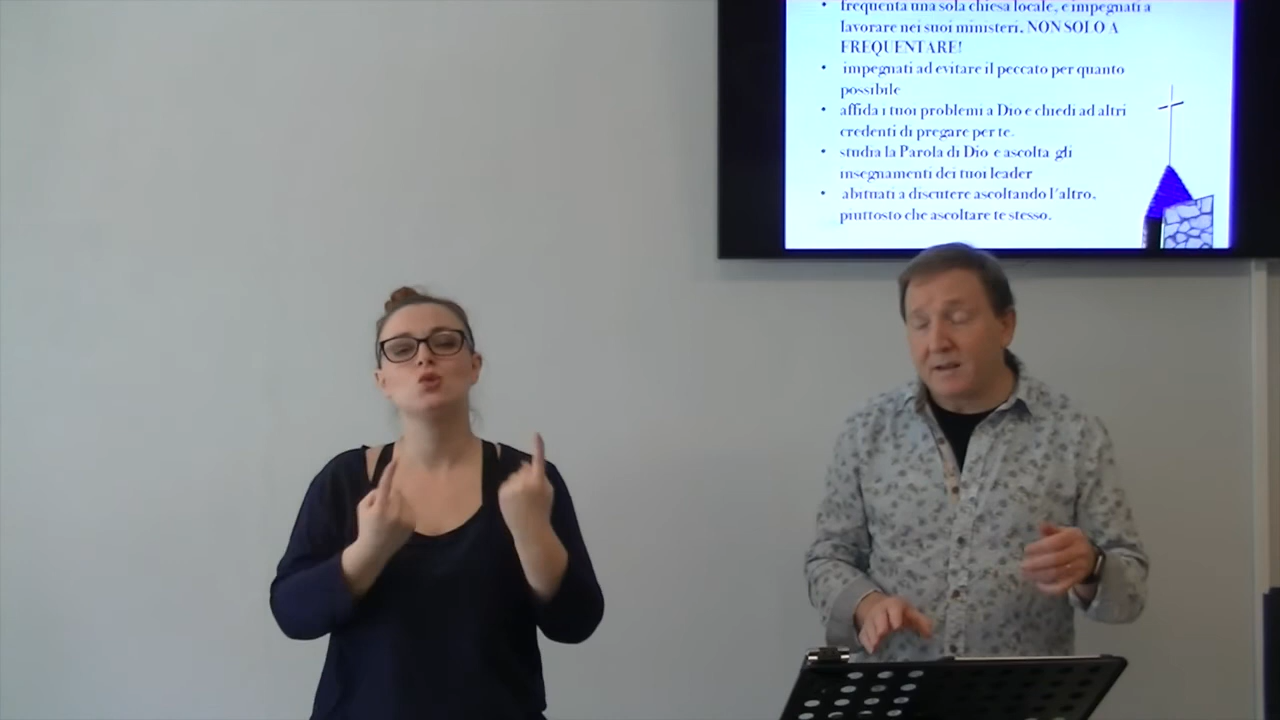 • frequenta una sola chiesa locale, e impegnati a
lavorare nei suoi ministeri, NON SOLO A
FREQUENTARE!
• impegnati ad evitare il peccato per quanto
possibile
• affida i tuoi problemi a Dio e chiedi ad altri
credenti di pregare per te.
• studia la Parola di Dio e ascolta gli
insegnamenti dei tuoi leader
• abituati a discutere ascoltando l'altro,
piuttosto che ascoltare te stesso.